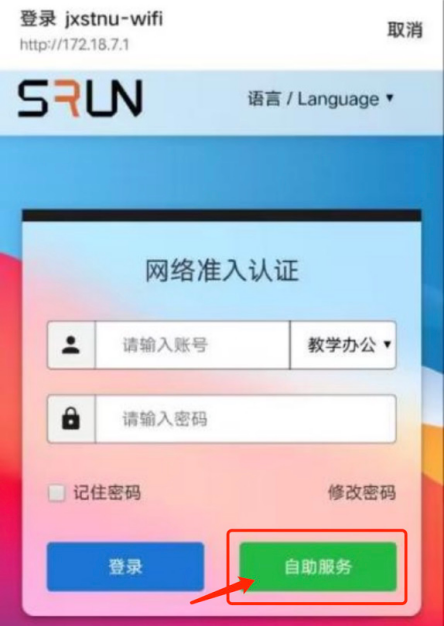 登录 jxstnu-wifi
取消
http://172.18.7.1
SRUN
语言 / Language ▼
网络准入认证
请输入账号
教学办公 ▼
请输入密码
记住密码
修改密码
登录
自助服务